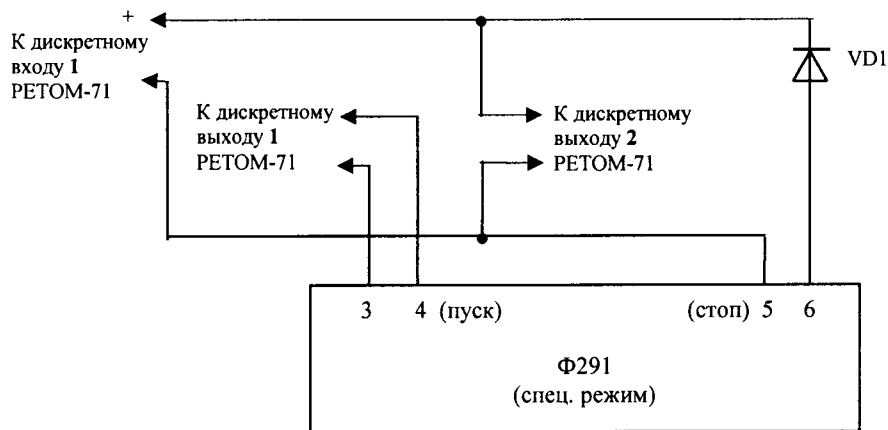 +
К дискретному
входу 1
РЕТОМ-71
VD1
К дискретному
выходу 1
РЕТОМ-71
К дискретному
выходу 2
РЕТОМ-71
3 4 (пуск) (стоп) 5 6
Ф291
(спец. режим)